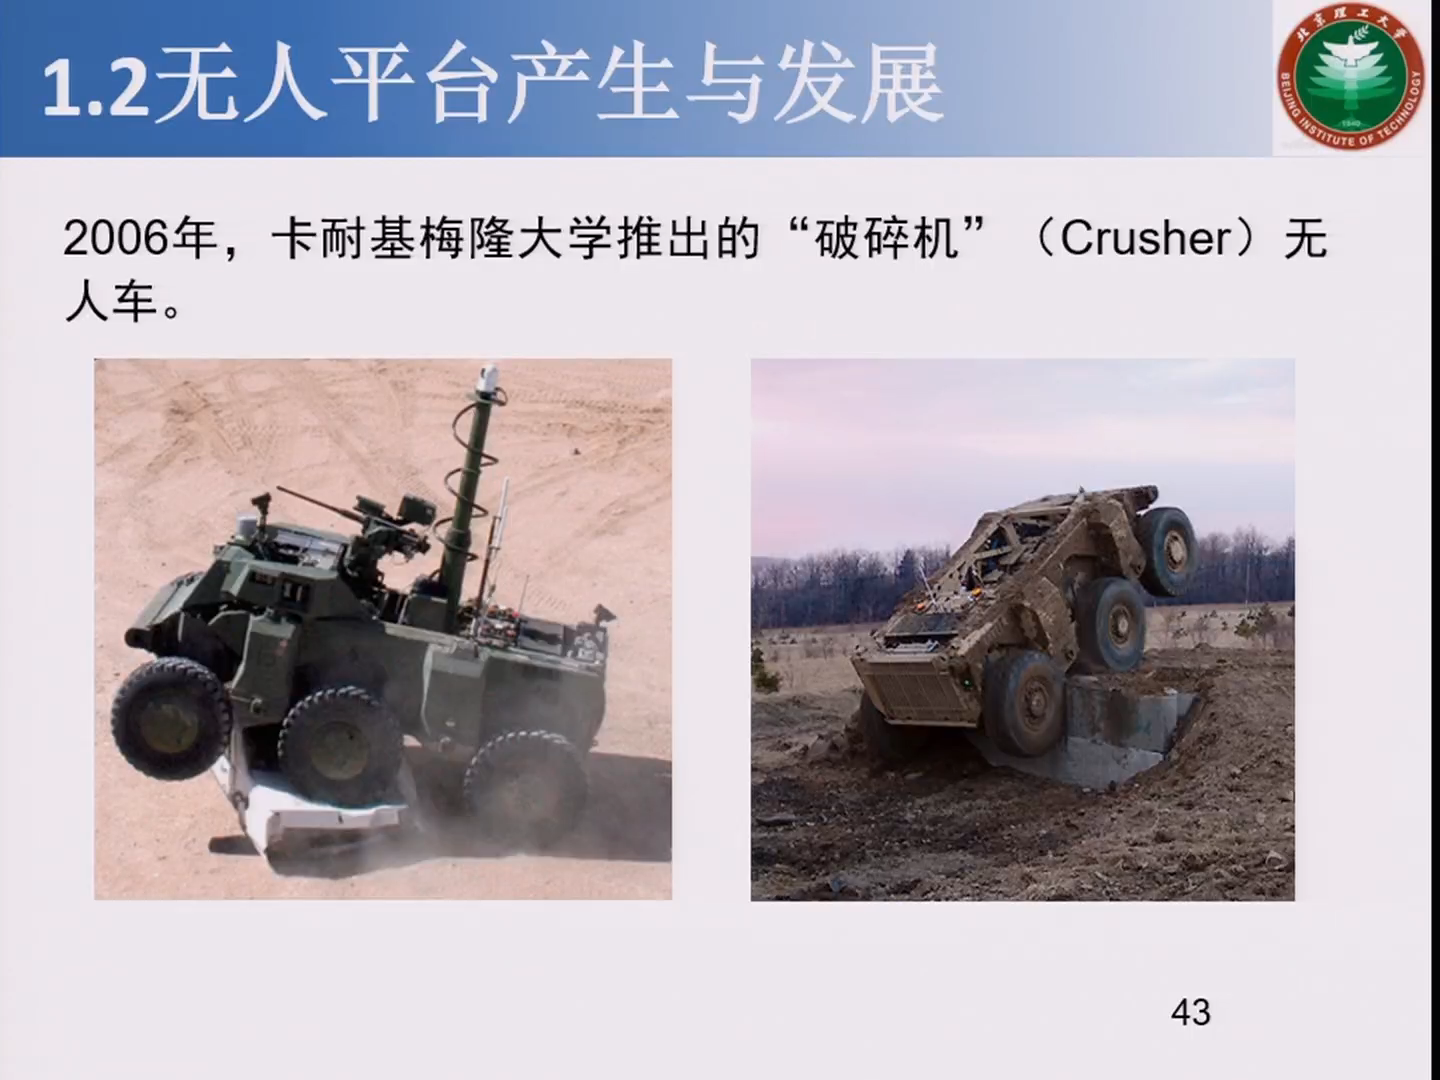 1.2无人平台产生与发展
北京理工大学
BEIJING INSTITUTE OF TECHNOLOGY
1940
2006年，卡耐基梅隆大学推出的“破碎机”（Crusher）无
人车。
43